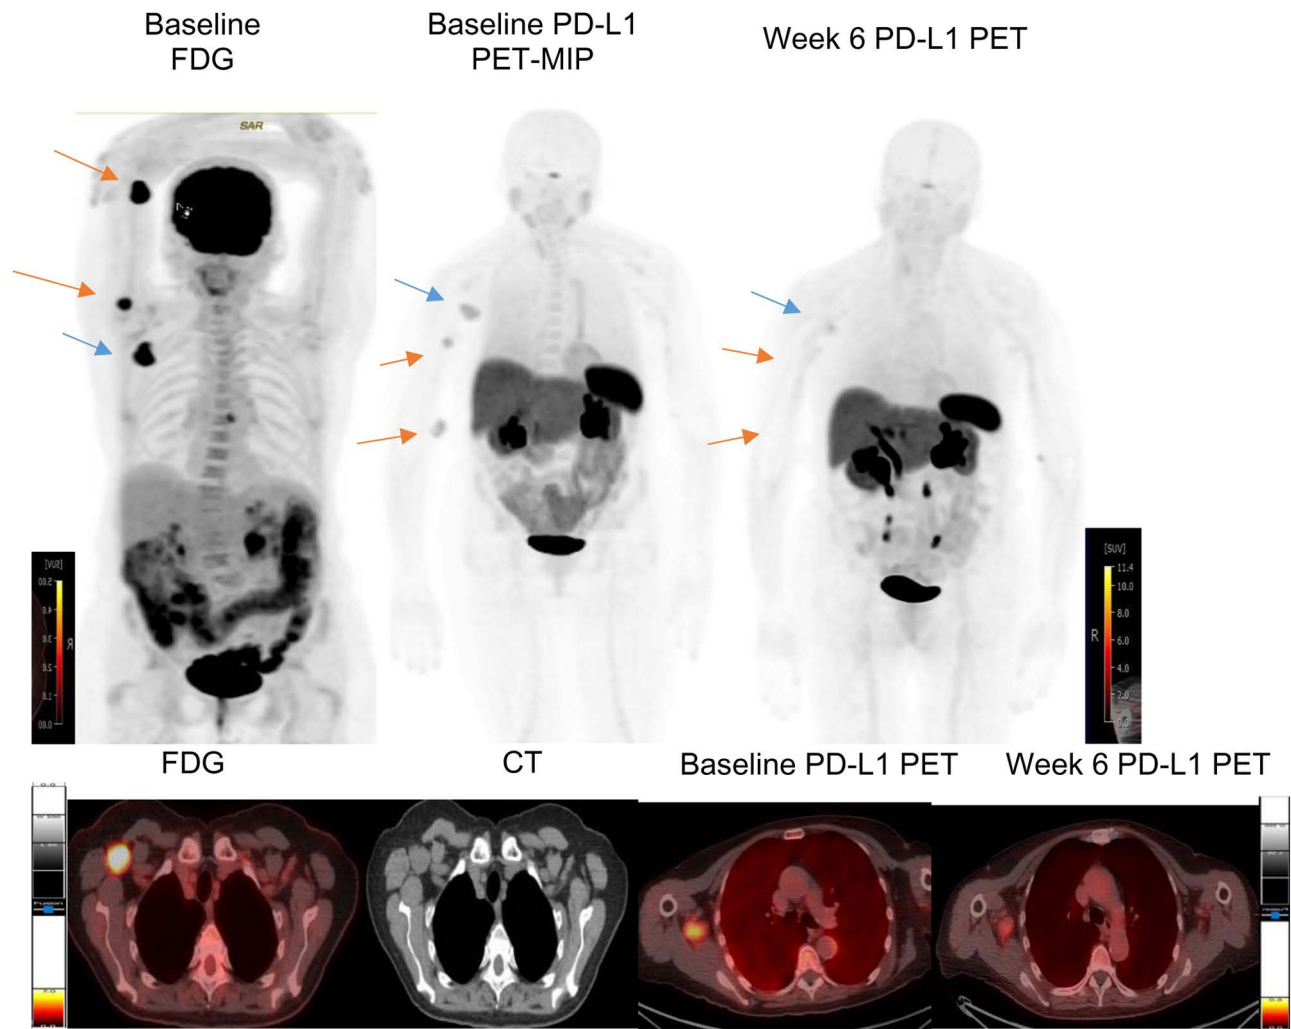 Baseline
FDG
Baseline PD-L1
PET-MIP
Week 6 PD-L1 PET
SAR
[SUV]
11.4
10.0
8.0
6.0
4.0
2.0
R
[SUV]
R
FDG
CT
Baseline PD-L1 PET
Week 6 PD-L1 PET